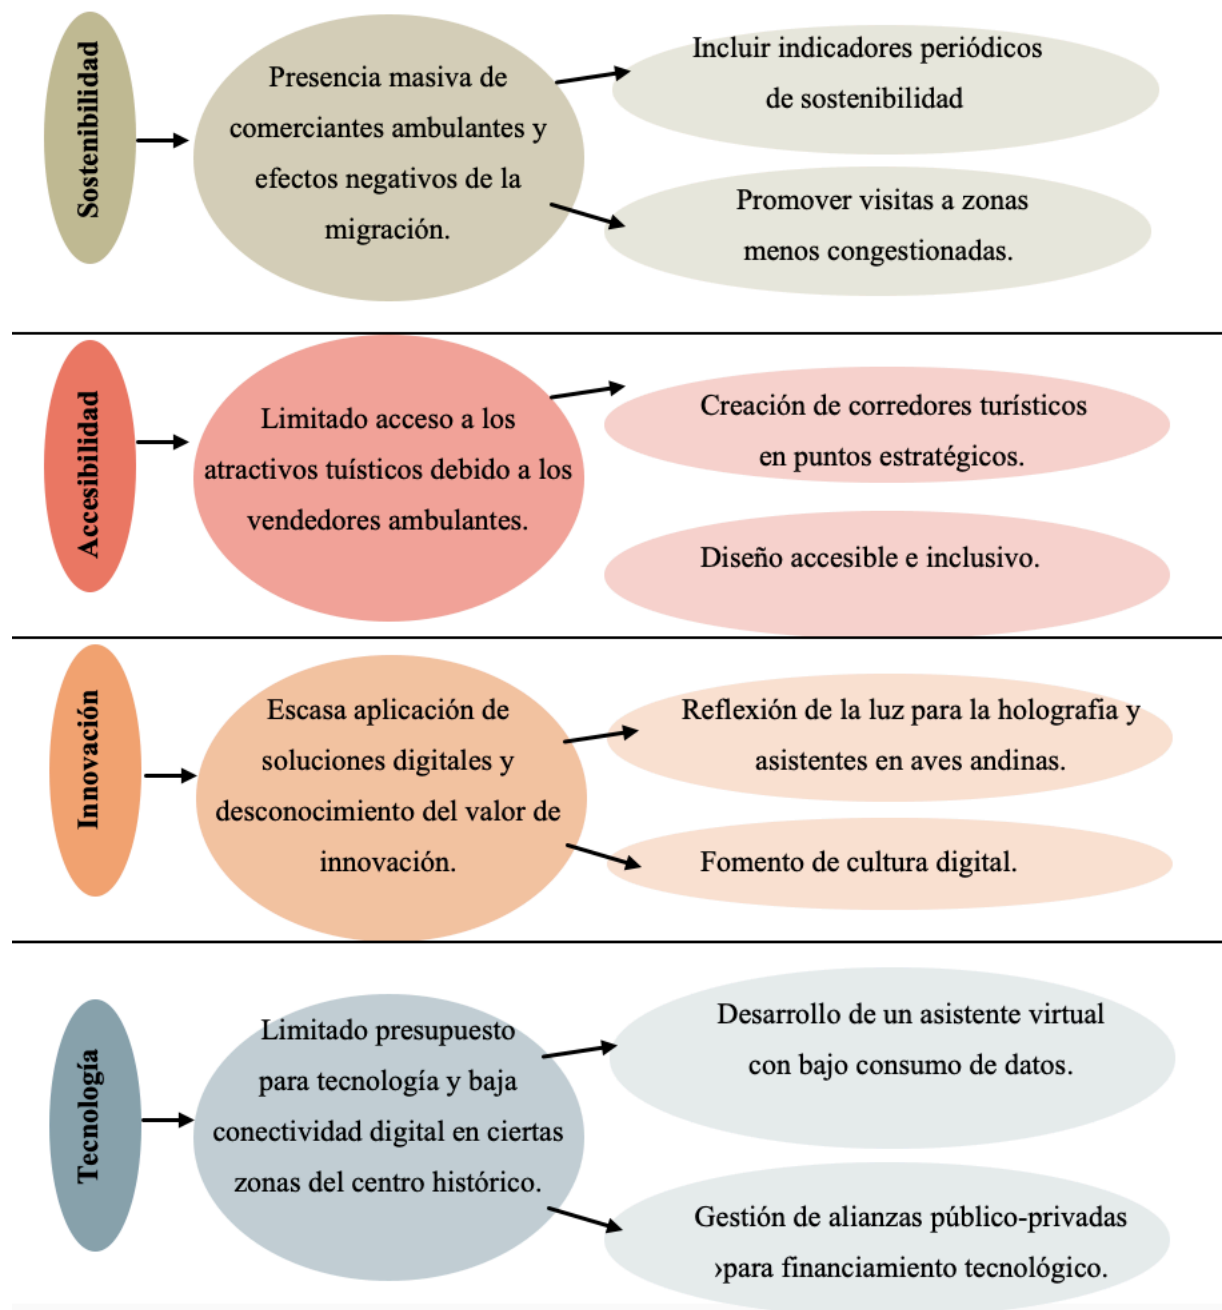 Sostenibilidad
Presencia masiva de
comerciantes ambulantes y
efectos negativos de la
migración.
Incluir indicadores periódicos
de sostenibilidad
Promover visitas a zonas
menos congestionadas.
Accesibilidad
Limitado acceso a los
atractivos tuísticos debido a los
vendedores ambulantes.
Creación de corredores turísticos
en puntos estratégicos.
Diseño accesible e inclusivo.
Innovación
Escasa aplicación de
soluciones digitales y
desconocimiento del valor de
innovación.
Reflexión de la luz para la holografia y
asistentes en aves andinas.
Fomento de cultura digital.
Tecnología
Limitado presupuesto
para tecnología y baja
conectividad digital en ciertas
zonas del centro histórico.
Desarrollo de un asistente virtual
con bajo consumo de datos.
Gestión de alianzas público-privadas
›para financiamiento tecnológico.